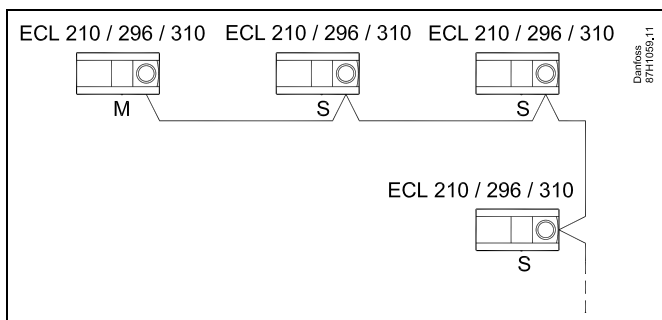 ECL 210 / 296 / 310 ECL 210 / 296 / 310 ECL 210 / 296 / 310
Danfoss
87H1059.11
M S S
ECL 210 / 296 / 310
S